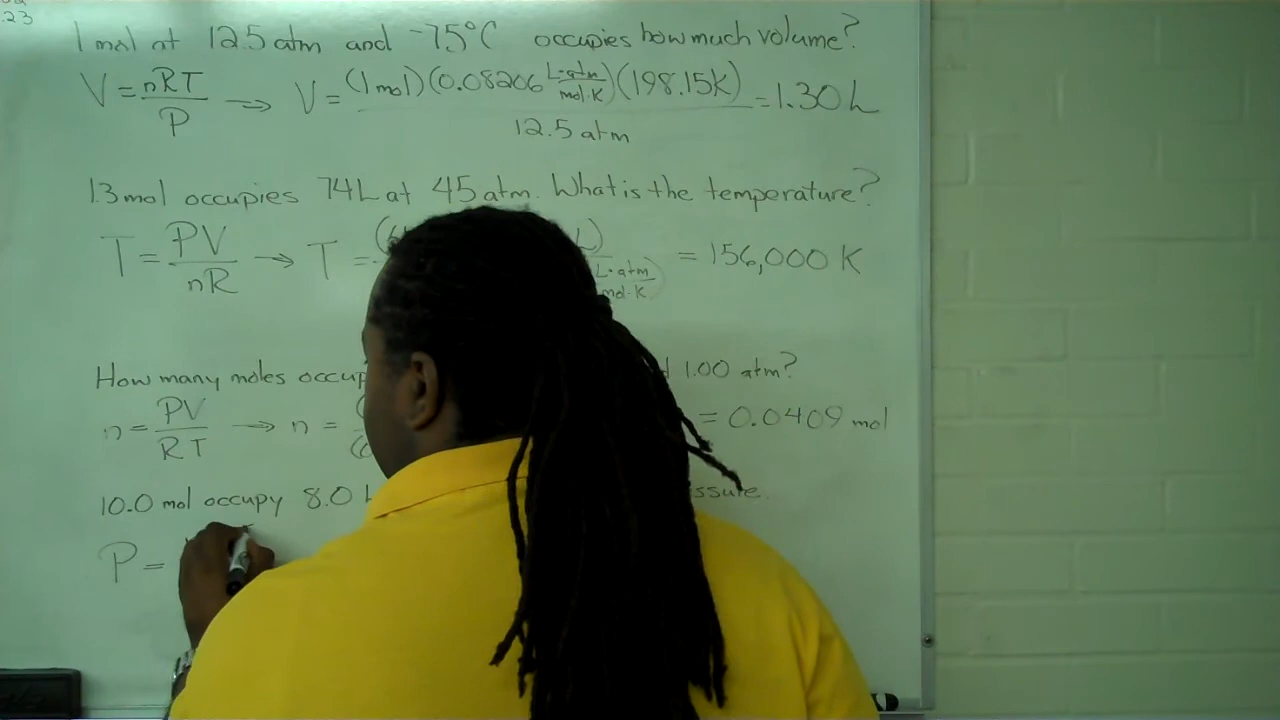 .23
1 mol at 12.5 atm and -75°C occupies how much volume?
V = nRT/P → V = (1 mol)(0.08206 L·atm/mol·K)(198.15K)/12.5 atm = 1.30 L
1.3 mol occupies 74L at 45 atm. What is the temperature?
T = PV/nR → T = ( L) L·atm/mol·K) = 156,000 K
How many moles 1.00 atm?
n = PV/RT → n = ( = 0.0409 mol
10.0 mol occupy 8.0
P =